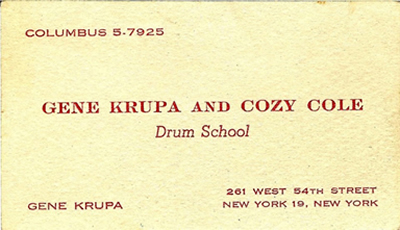 COLUMBUS 5-7925
GENE KRUPA AND COZY COLE
Drum School
GENE KRUPA
261 WEST 54TH STREET
NEW YORK 19, NEW YORK